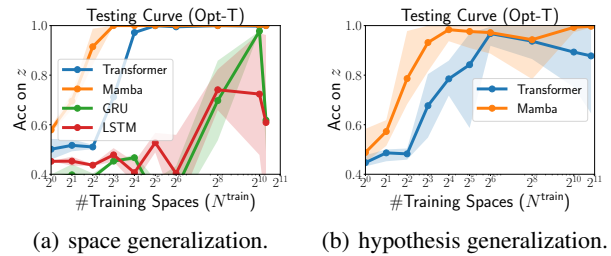 Testing Curve (Opt-T)
Acc on z
1.0
0.8
0.6
0.4
Transformer
Mamba
GRU
LSTM
2^0 2^1 2^2 2^3 2^4 2^5 2^6 2^8 2^10 2^11
#Training Spaces (N^train)
(a) space generalization.
Testing Curve (Opt-T)
Acc on z
1.0
0.8
0.6
0.4
Transformer
Mamba
2^0 2^1 2^2 2^3 2^4 2^5 2^6 2^8 2^10 2^11
#Training Spaces (N^train)
(b) hypothesis generalization.